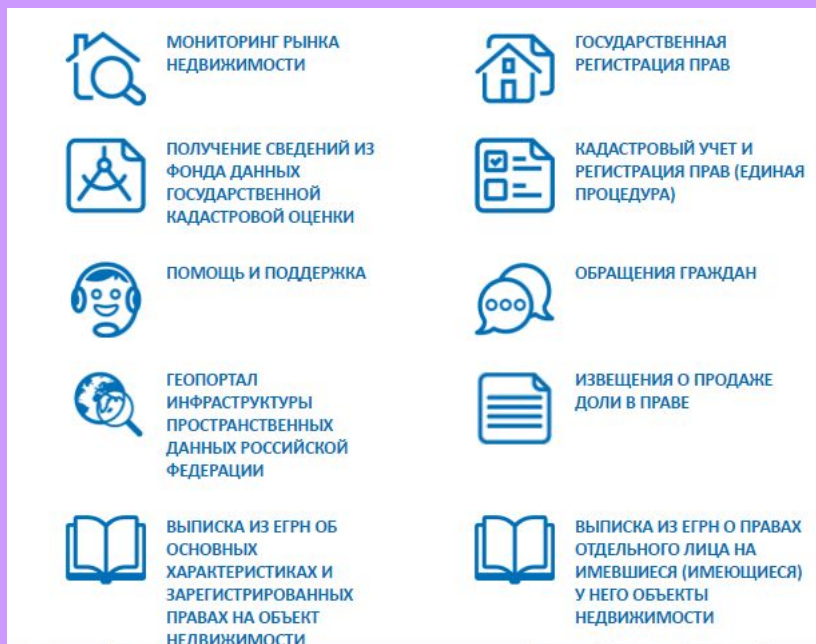 МОНИТОРИНГ РЫНКА
НЕДВИЖИМОСТИ
ГОСУДАРСТВЕННАЯ
РЕГИСТРАЦИЯ ПРАВ
ПОЛУЧЕНИЕ СВЕДЕНИЙ ИЗ
ФОНДА ДАННЫХ
ГОСУДАРСТВЕННОЙ
КАДАСТРОВОЙ ОЦЕНКИ
КАДАСТРОВЫЙ УЧЕТ И
РЕГИСТРАЦИЯ ПРАВ (ЕДИНАЯ
ПРОЦЕДУРА)
ПОМОЩЬ И ПОДДЕРЖКА
ОБРАЩЕНИЯ ГРАЖДАН
ГЕОПОРТАЛ
ИНФРАСТРУКТУРЫ
ПРОСТРАНСТВЕННЫХ
ДАННЫХ РОССИЙСКОЙ
ФЕДЕРАЦИИ
ИЗВЕЩЕНИЯ О ПРОДАЖЕ
ДОЛИ В ПРАВЕ
ВЫПИСКА ИЗ ЕГРН ОБ
ОСНОВНЫХ
ХАРАКТЕРИСТИКАХ И
ЗАРЕГИСТРИРОВАННЫХ
ПРАВАХ НА ОБЪЕКТ
НЕДВИЖИМОСТИ
ВЫПИСКА ИЗ ЕГРН О ПРАВАХ
ОТДЕЛЬНОГО ЛИЦА НА
ИМЕВШИЕСЯ (ИМЕЮЩИЕСЯ)
У НЕГО ОБЪЕКТЫ
НЕДВИЖИМОСТИ